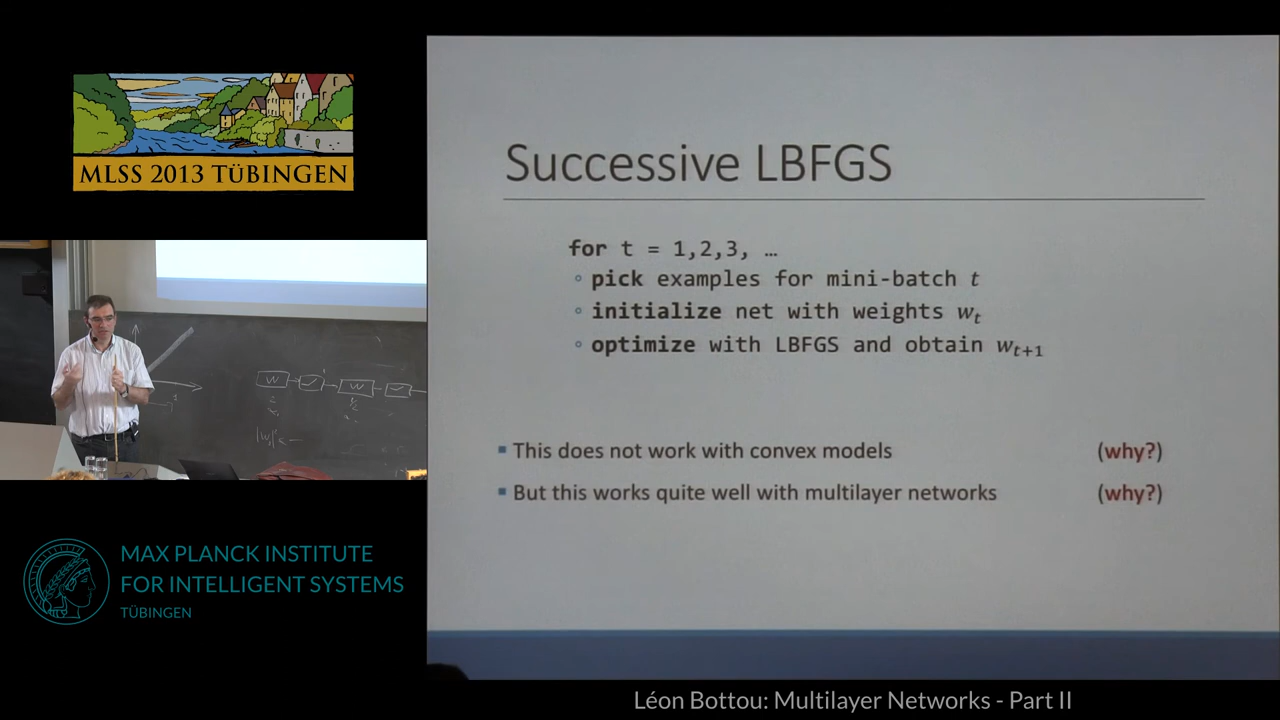 MLSS 2013 TÜBINGEN
Successive LBFGS
for t = 1,2,3, …
pick examples for mini-batch t
initialize net with weights wₜ
optimize with LBFGS and obtain wₜ₊₁
This does not work with convex models (why?)
But this works quite well with multilayer networks (why?)
W W
MAX PLANCK INSTITUTE
FOR INTELLIGENT SYSTEMS
TÜBINGEN
Léon Bottou: Multilayer Networks - Part II